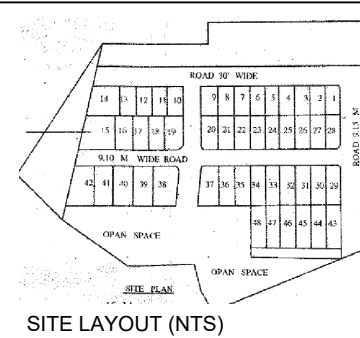 ROAD 30' WIDE
14 13 12 11 10 9 8 7 6 5 4 3 2 1
15 16 17 18 19 20 21 22 23 24 25 26 27 28
ROAD 9.15 M
9.10 M WIDE ROAD
42 41 40 39 38 37 36 35 34 33 32 31 30 29
48 47 46 45 44 43
OPAN SPACE
OPAN SPACE
SITE PLAN
SITE LAYOUT (NTS)